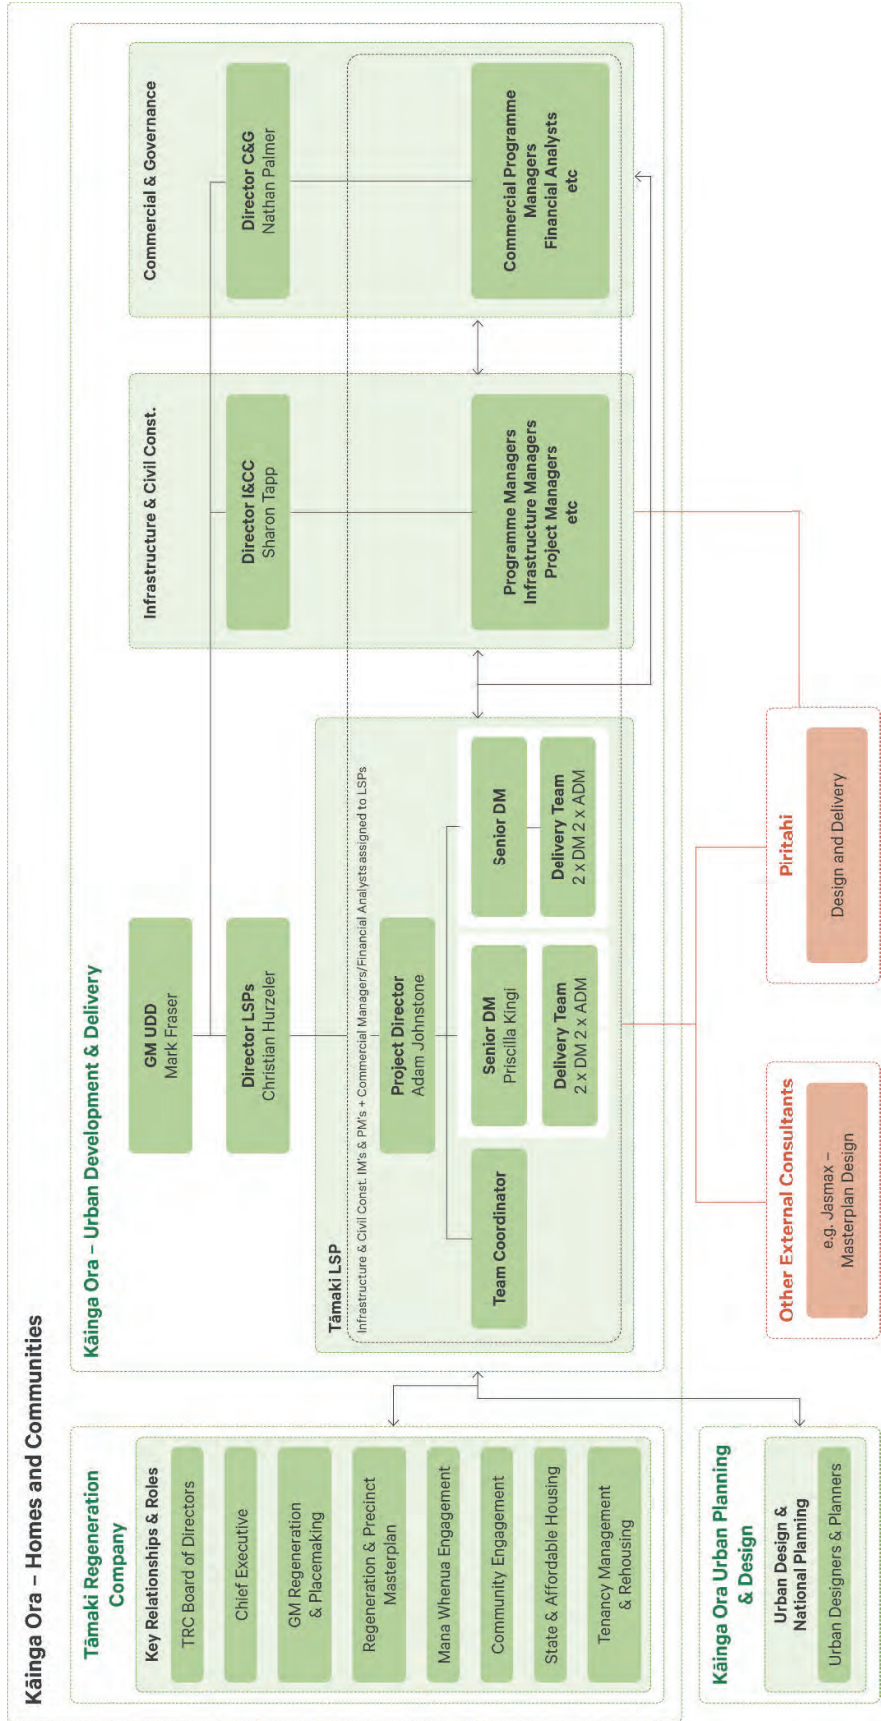 Kāinga Ora – Homes and Communities
Tāmaki Regeneration
Company
Key Relationships & Roles
TRC Board of Directors
Chief Executive
GM Regeneration
& Placemaking
Regeneration & Precinct
Masterplan
Mana Whenua Engagement
Community Engagement
State & Affordable Housing
Tenancy Management
& Rehousing
Kāinga Ora Urban Planning
& Design
Urban Design &
National Planning
Urban Designers & Planners
Kāinga Ora – Urban Development & Delivery
GM UDD
Mark Fraser
Director LSPs
Christian Hurzeler
Tāmaki LSP
Infrastructure & Civil Const. IM's & PM's + Commercial Managers/Financial Analysts assigned to LSPs
Project Director
Adam Johnstone
Team Coordinator
Senior DM
Priscilla Kingi
Delivery Team
2 x DM 2 x ADM
Senior DM
Delivery Team
2 x DM 2 x ADM
Infrastructure & Civil Const.
Director I&CC
Sharon Tapp
Programme Managers
Infrastructure Managers
Project Managers
etc
Commercial & Governance
Director C&G
Nathan Palmer
Commercial Programme
Managers
Financial Analysts
etc
Other External Consultants
e.g. Jasmax –
Masterplan Design
Piritahi
Design and Delivery